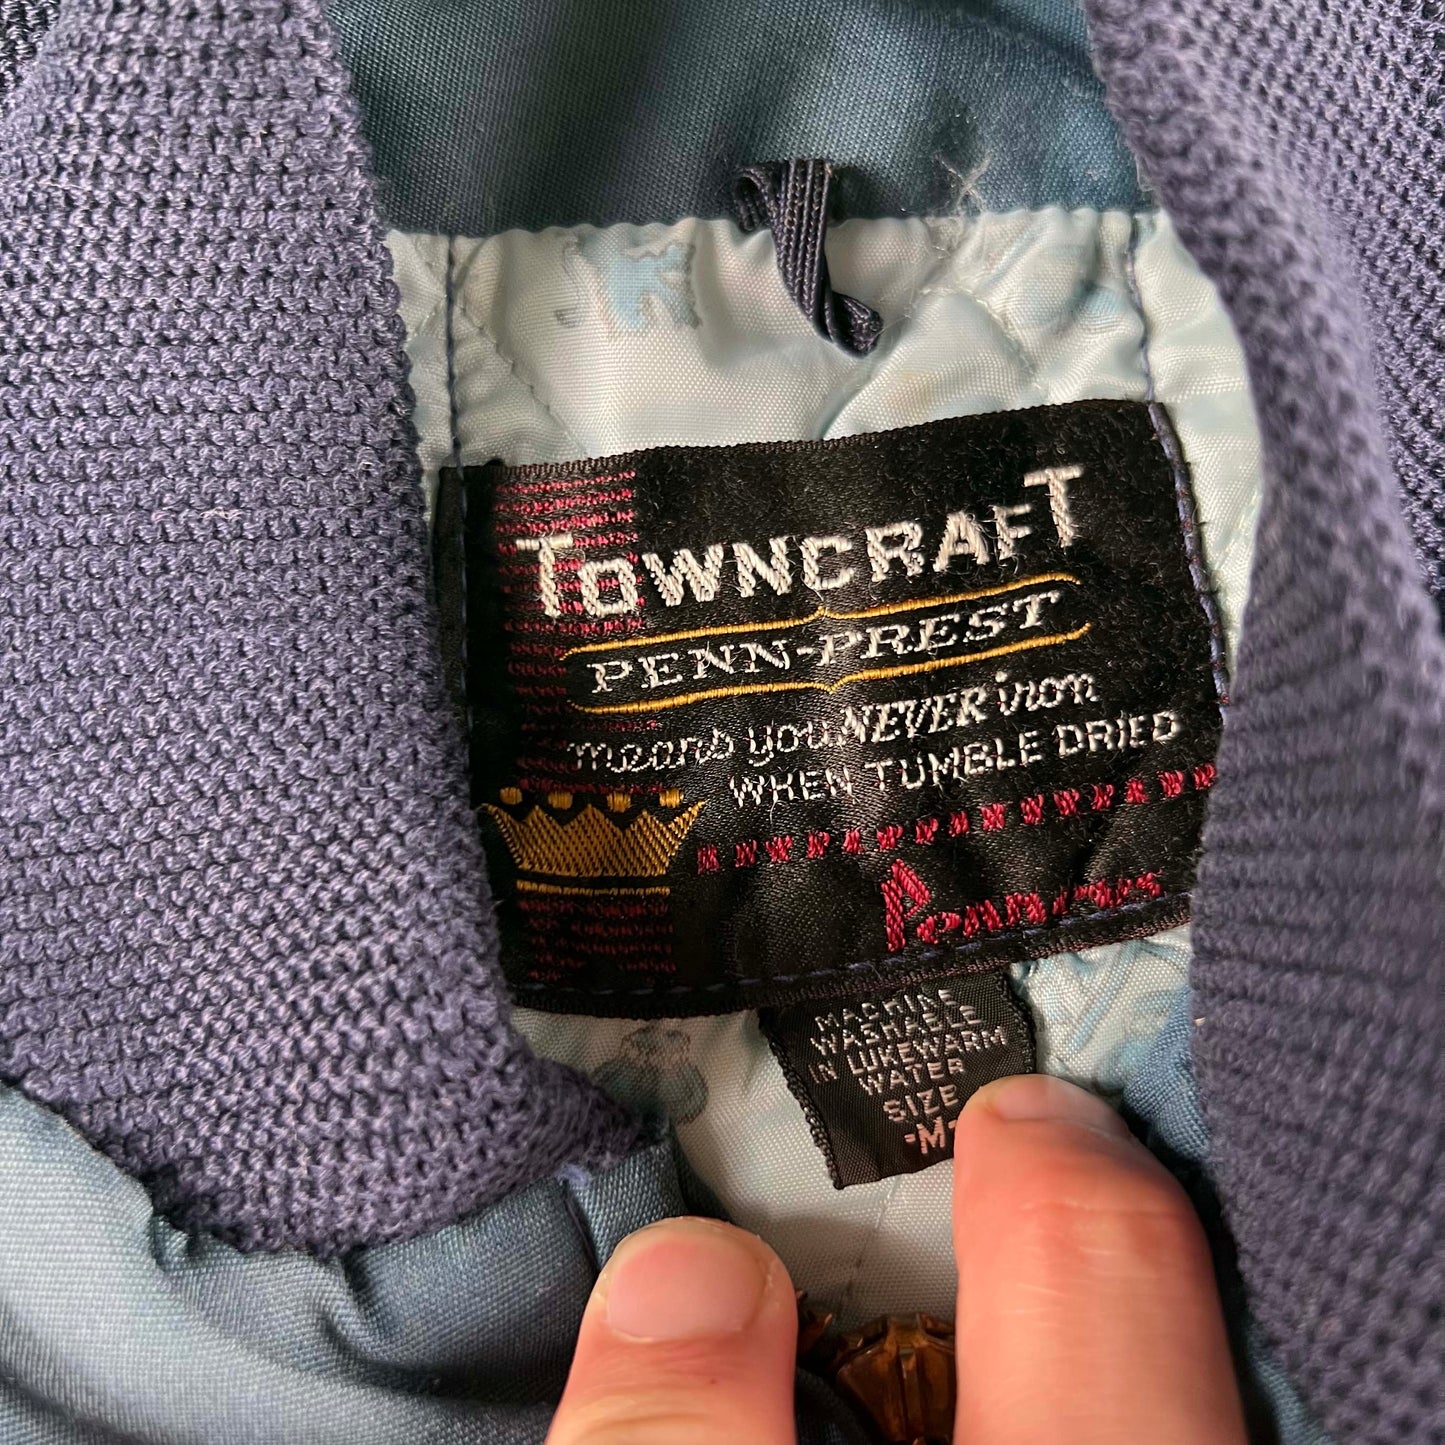 TOWNCRAFT
PENN-PREST
means you NEVER iron
WHEN TUMBLE DRIED
Penneys
MACHINE
WASHABLE
IN LUKEWARM
WATER
SIZE
-M-